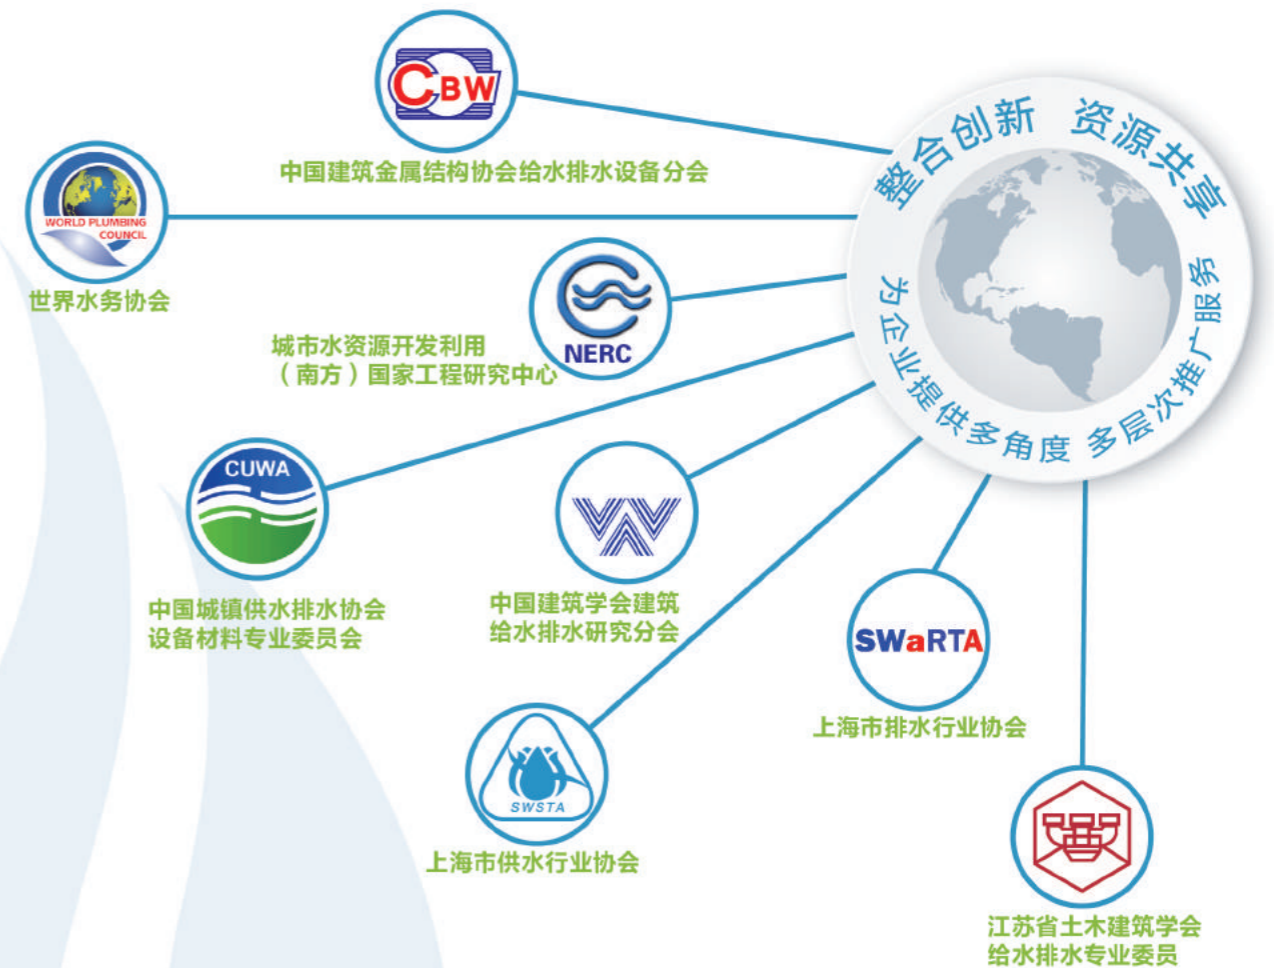 CBW
中国建筑金属结构协会给水排水设备分会
整合创新 资源共享
为企业提供多角度 多层次推广服务
WORLD PLUMBING
COUNCIL
世界水务协会
NERC
城市水资源开发利用
（南方）国家工程研究中心
CUWA
中国城镇供水排水协会
设备材料专业委员会
中国建筑学会建筑
给水排水研究分会
SWaRTA
上海市排水行业协会
SWSTA
上海市供水行业协会
江苏省土木建筑学会
给水排水专业委员